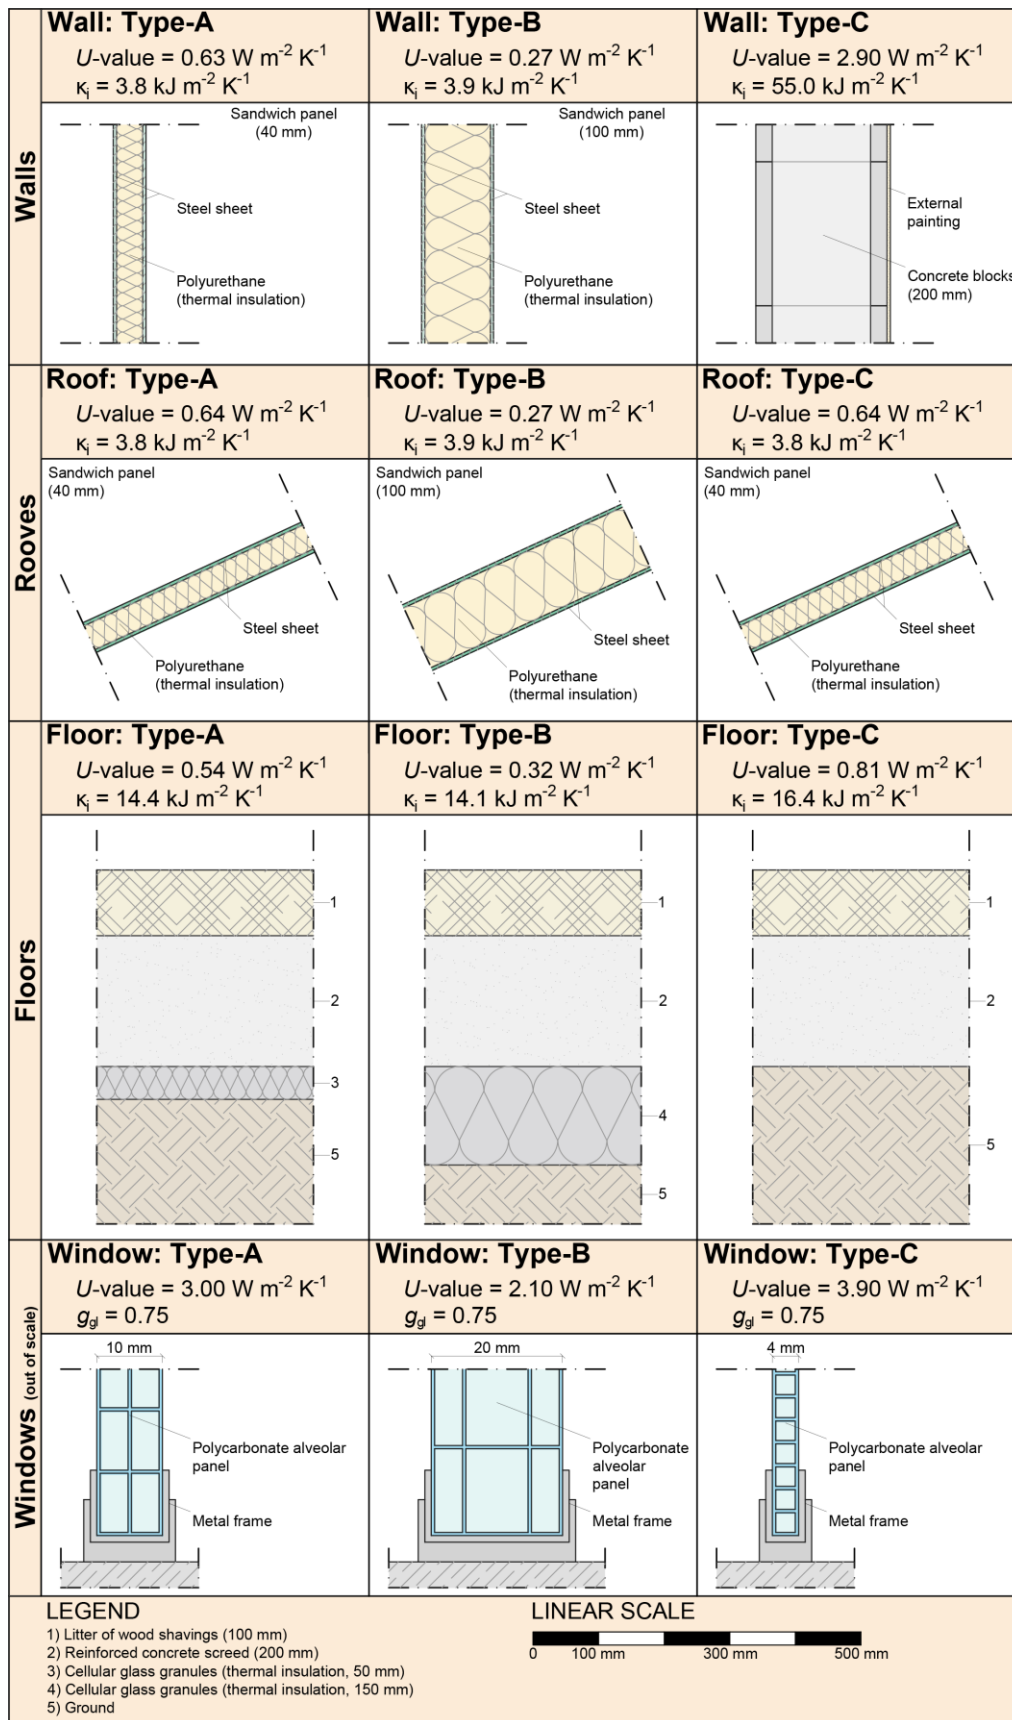 Walls
Wall: Type-A
U-value = 0.63 W m⁻² K⁻¹
κᵢ = 3.8 kJ m⁻² K⁻¹
Sandwich panel
(40 mm)
Steel sheet
Polyurethane
(thermal insulation)
Wall: Type-B
U-value = 0.27 W m⁻² K⁻¹
κᵢ = 3.9 kJ m⁻² K⁻¹
Sandwich panel
(100 mm)
Steel sheet
Polyurethane
(thermal insulation)
Wall: Type-C
U-value = 2.90 W m⁻² K⁻¹
κᵢ = 55.0 kJ m⁻² K⁻¹
External
painting
Concrete blocks
(200 mm)
Rooves
Roof: Type-A
U-value = 0.64 W m⁻² K⁻¹
κᵢ = 3.8 kJ m⁻² K⁻¹
Sandwich panel
(40 mm)
Steel sheet
Polyurethane
(thermal insulation)
Roof: Type-B
U-value = 0.27 W m⁻² K⁻¹
κᵢ = 3.9 kJ m⁻² K⁻¹
Sandwich panel
(100 mm)
Steel sheet
Polyurethane
(thermal insulation)
Roof: Type-C
U-value = 0.64 W m⁻² K⁻¹
κᵢ = 3.8 kJ m⁻² K⁻¹
Sandwich panel
(40 mm)
Steel sheet
Polyurethane
(thermal insulation)
Floors
Floor: Type-A
U-value = 0.54 W m⁻² K⁻¹
κᵢ = 14.4 kJ m⁻² K⁻¹
1
2
3
5
Floor: Type-B
U-value = 0.32 W m⁻² K⁻¹
κᵢ = 14.1 kJ m⁻² K⁻¹
1
2
4
5
Floor: Type-C
U-value = 0.81 W m⁻² K⁻¹
κᵢ = 16.4 kJ m⁻² K⁻¹
1
2
5
Windows (out of scale)
Window: Type-A
U-value = 3.00 W m⁻² K⁻¹
g_gl = 0.75
10 mm
Polycarbonate alveolar
panel
Metal frame
Window: Type-B
U-value = 2.10 W m⁻² K⁻¹
g_gl = 0.75
20 mm
Polycarbonate
alveolar
panel
Metal frame
Window: Type-C
U-value = 3.90 W m⁻² K⁻¹
g_gl = 0.75
4 mm
Polycarbonate alveolar
panel
Metal frame
LEGEND
1) Litter of wood shavings (100 mm)
2) Reinforced concrete screed (200 mm)
3) Cellular glass granules (thermal insulation, 50 mm)
4) Cellular glass granules (thermal insulation, 150 mm)
5) Ground
LINEAR SCALE
0 100 mm 300 mm 500 mm